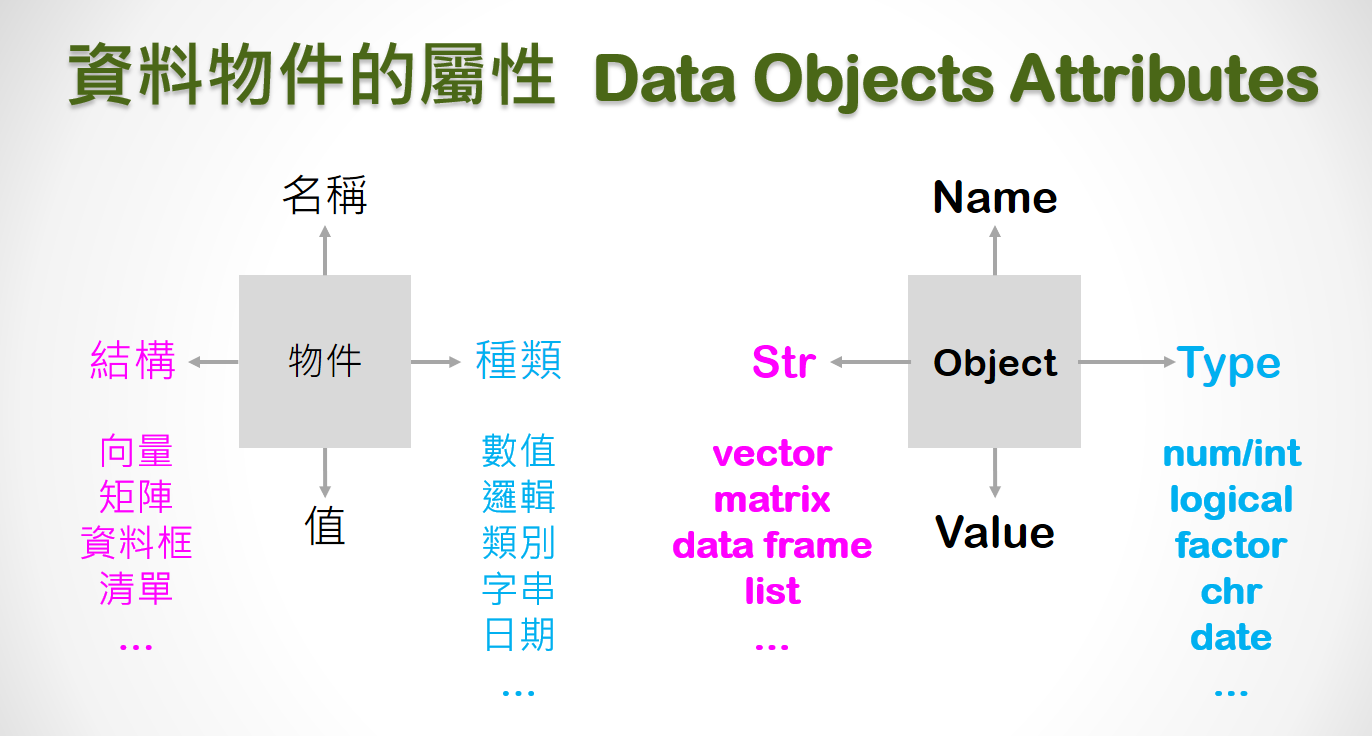 資料物件的屬性 Data Objects Attributes
名稱
結構
物件
種類
向量
矩陣
資料框
清單
...
值
數值
邏輯
類別
字串
日期
...
Name
Str
Object
Type
vector
matrix
data frame
list
...
Value
num/int
logical
factor
chr
date
...